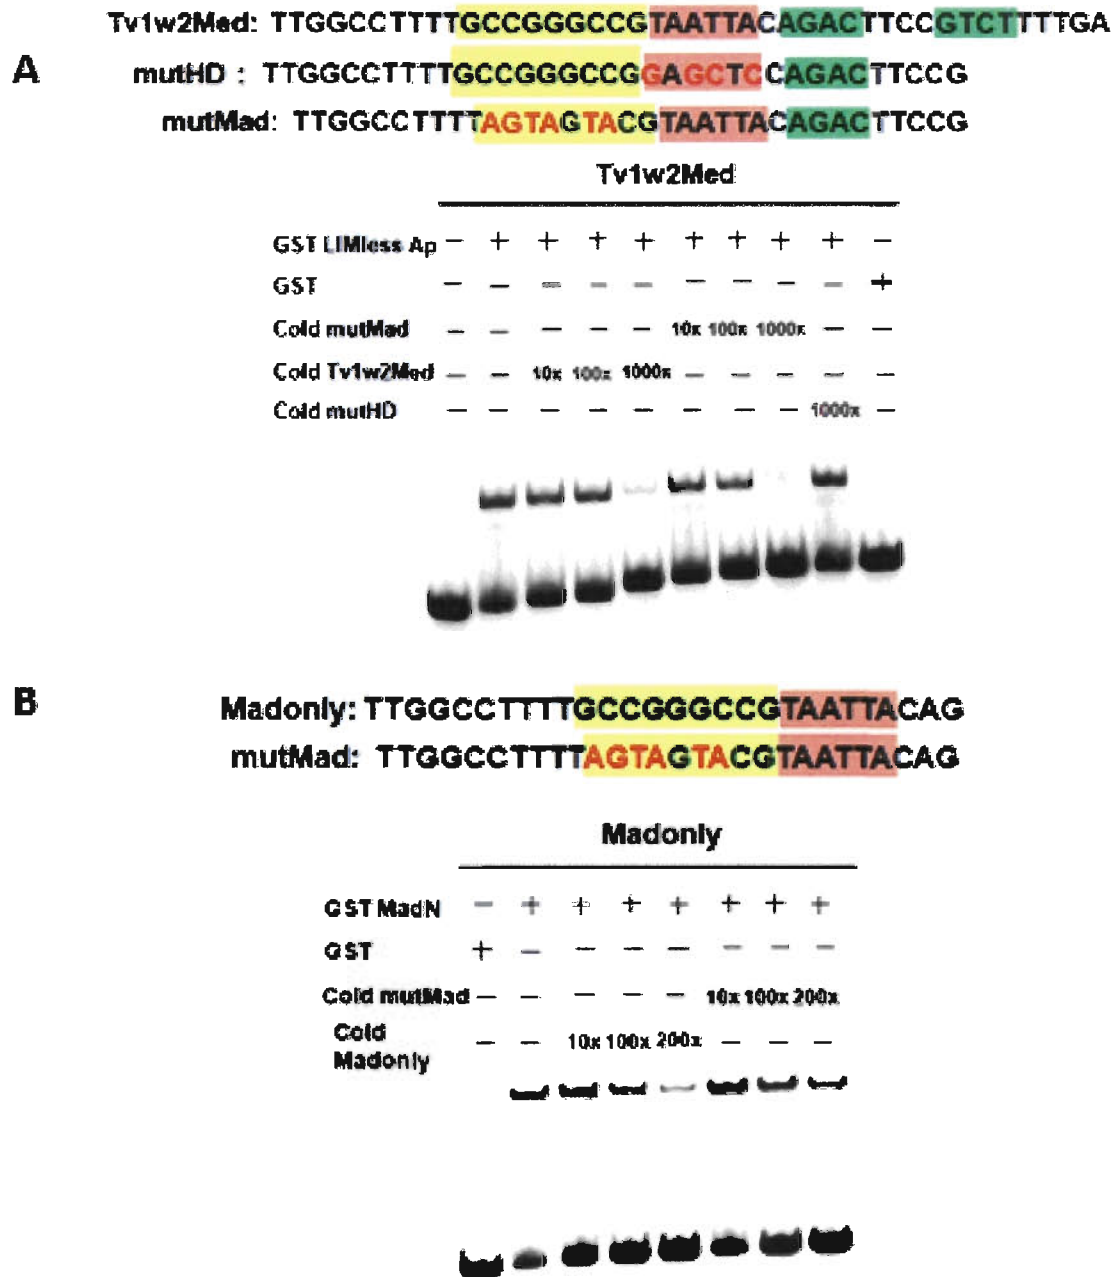 Tv1w2Med: TTGGCCTTTTGCCGGGCCGTAATTACAGACTTCCGTCTTTTGA
A
mutHD : TTGGCCTTTTGCCGGGCCGGAGCTCCAGACTTCCG
mutMad: TTGGCCTTTTAGTAGTACGTAATTACAGACTTCCG
Tv1w2Med
GST LIMless Ap − + + + + + + + + −
GST − − = − − − − − − +
Cold mutMad − − − − − 10x 100x 1000x − −
Cold Tv1w2Med − − 10x 100x 1000x − − − − −
Cold mutHD − − − − − − − − 1000x −
B
Madonly: TTGGCCTTTTGCCGGGCCGTAATTACAG
mutMad: TTGGCCTTTTAGTAGTACGTAATTACAG
Madonly
GST MadN − + + + + + + +
GST + − − − − − − −
Cold mutMad − − − − − 10x 100x 200x
Cold Madonly − − 10x 100x 200x − − −